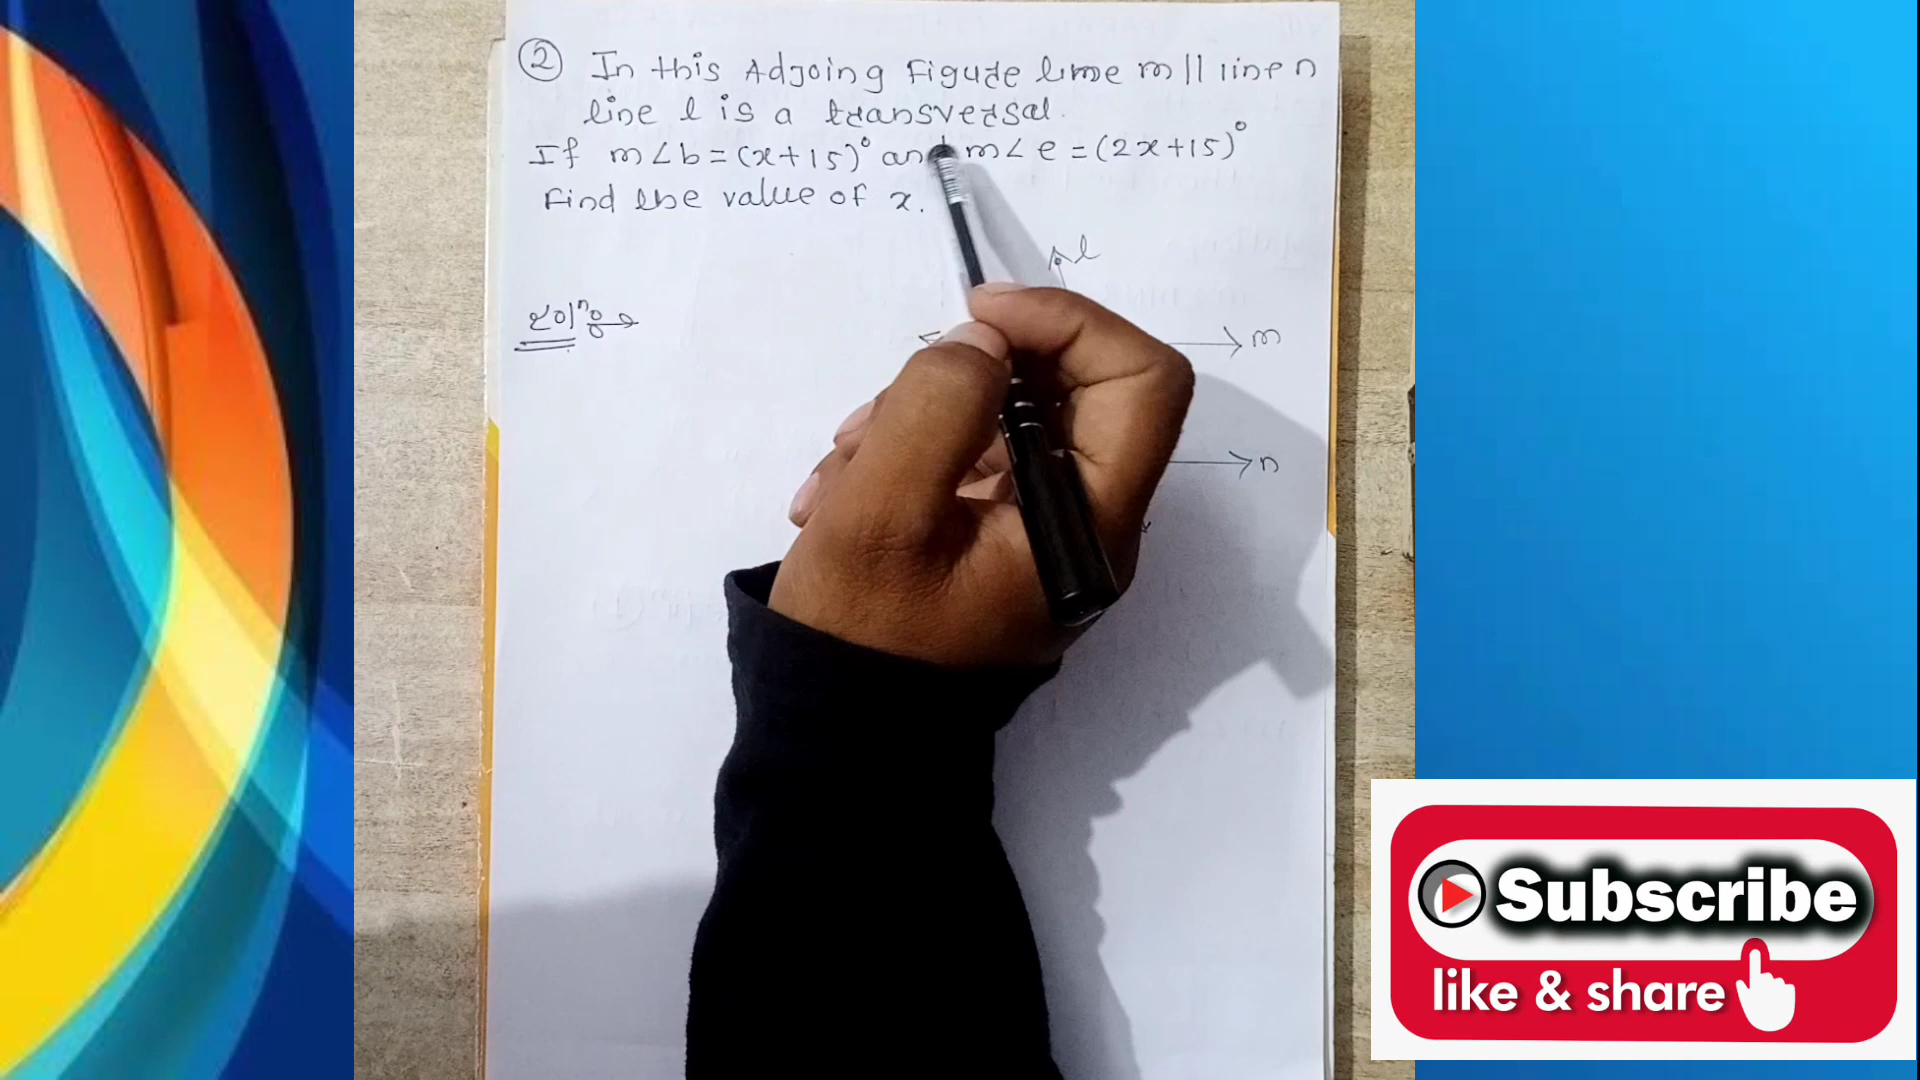 2 In this Adjoing Figure line m || line n
line l is a transversal.
If m∠b = (x+15)° and m∠e = (2x+15)°
Find the value of x.
l
Solⁿ
m
n
Subscribe
like & share